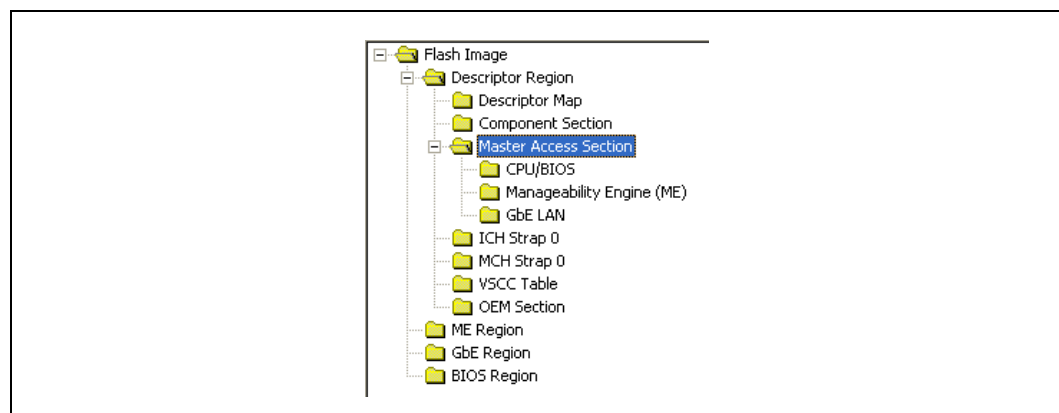 Flash Image
Descriptor Region
Descriptor Map
Component Section
Master Access Section
CPU/BIOS
Manageability Engine (ME)
GbE LAN
ICH Strap 0
MCH Strap 0
VSCC Table
OEM Section
ME Region
GbE Region
BIOS Region